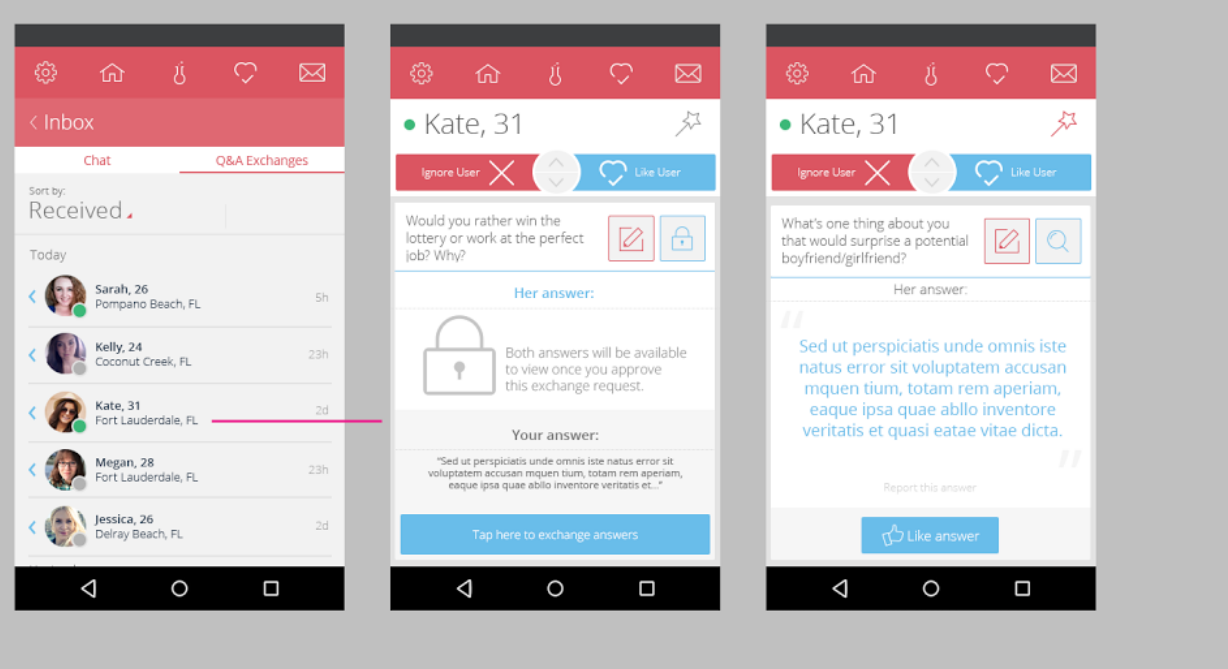 Inbox
Chat
Q&A Exchanges
Sort by:
Received
Today
Sarah, 26
Pompano Beach, FL
5h
Kelly, 24
Coconut Creek, FL
23h
Kate, 31
Fort Lauderdale, FL
2d
Megan, 28
Fort Lauderdale, FL
23h
Jessica, 26
Delray Beach, FL
2d
Kate, 31
Ignore User
Like User
Would you rather win the
lottery or work at the perfect
job? Why?
Her answer:
Both answers will be available
to view once you approve
this exchange request.
Your answer:
"Sed ut perspiciatis unde omnis iste natus error sit
voluptatem accusan mquen tium, totam rem aperiam,
eaque ipsa quae abllo inventore veritatis et..."
Tap here to exchange answers
Kate, 31
Ignore User
Like User
What's one thing about you
that would surprise a potential
boyfriend/girlfriend?
Her answer:
Sed ut perspiciatis unde omnis iste
natus error sit voluptatem accusan
mquen tium, totam rem aperiam,
eaque ipsa quae abllo inventore
veritatis et quasi eatae vitae dicta.
Report this answer
Like answer